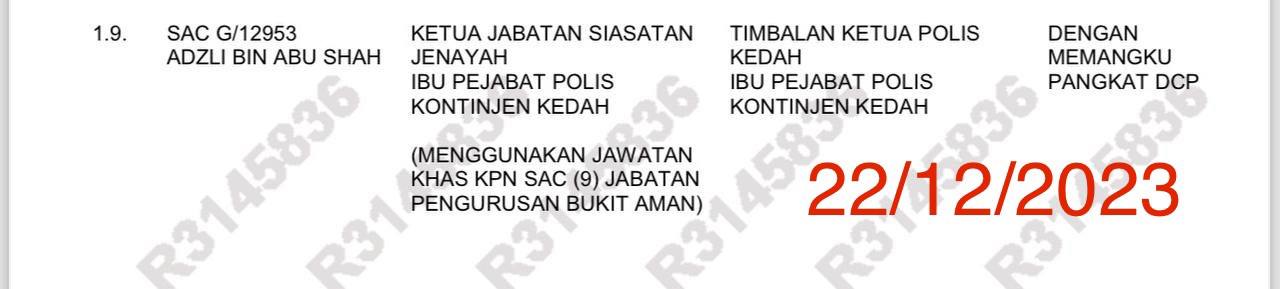 1.9. SAC G/12953 KETUA JABATAN SIASATAN TIMBALAN KETUA POLIS DENGAN
ADZLI BIN ABU SHAH JENAYAH KEDAH MEMANGKU
IBU PEJABAT POLIS IBU PEJABAT POLIS PANGKAT DCP
KONTINJEN KEDAH KONTINJEN KEDAH
(MENGGUNAKAN JAWATAN
KHAS KPN SAC (9) JABATAN
PENGURUSAN BUKIT AMAN)
22/12/2023
R3145836
R3145836
R3145836
R3145836
R3145836
R3145836